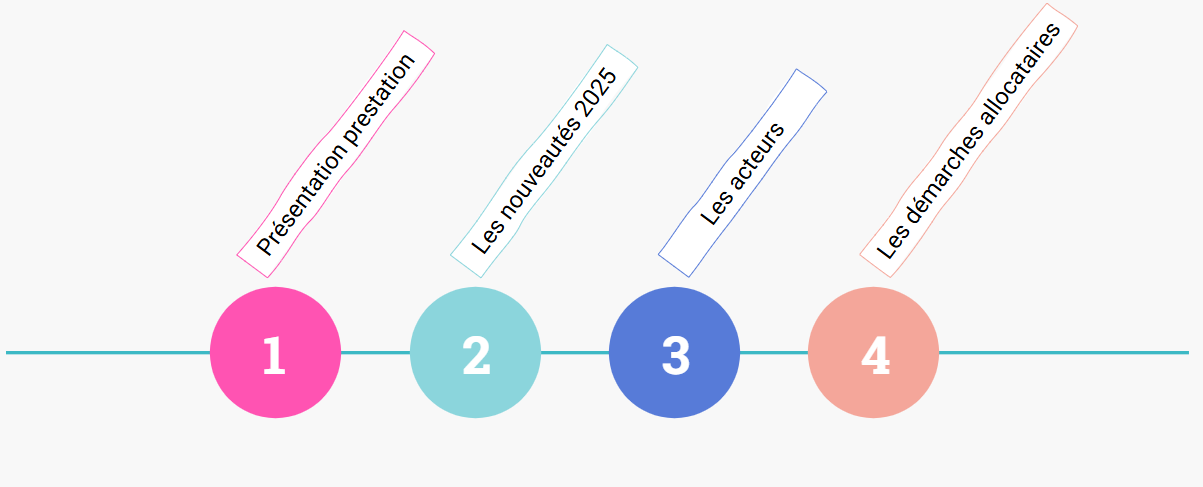 Présentation prestation
Les nouveautés 2025
Les acteurs
Les démarches allocataires
1
2
3
4